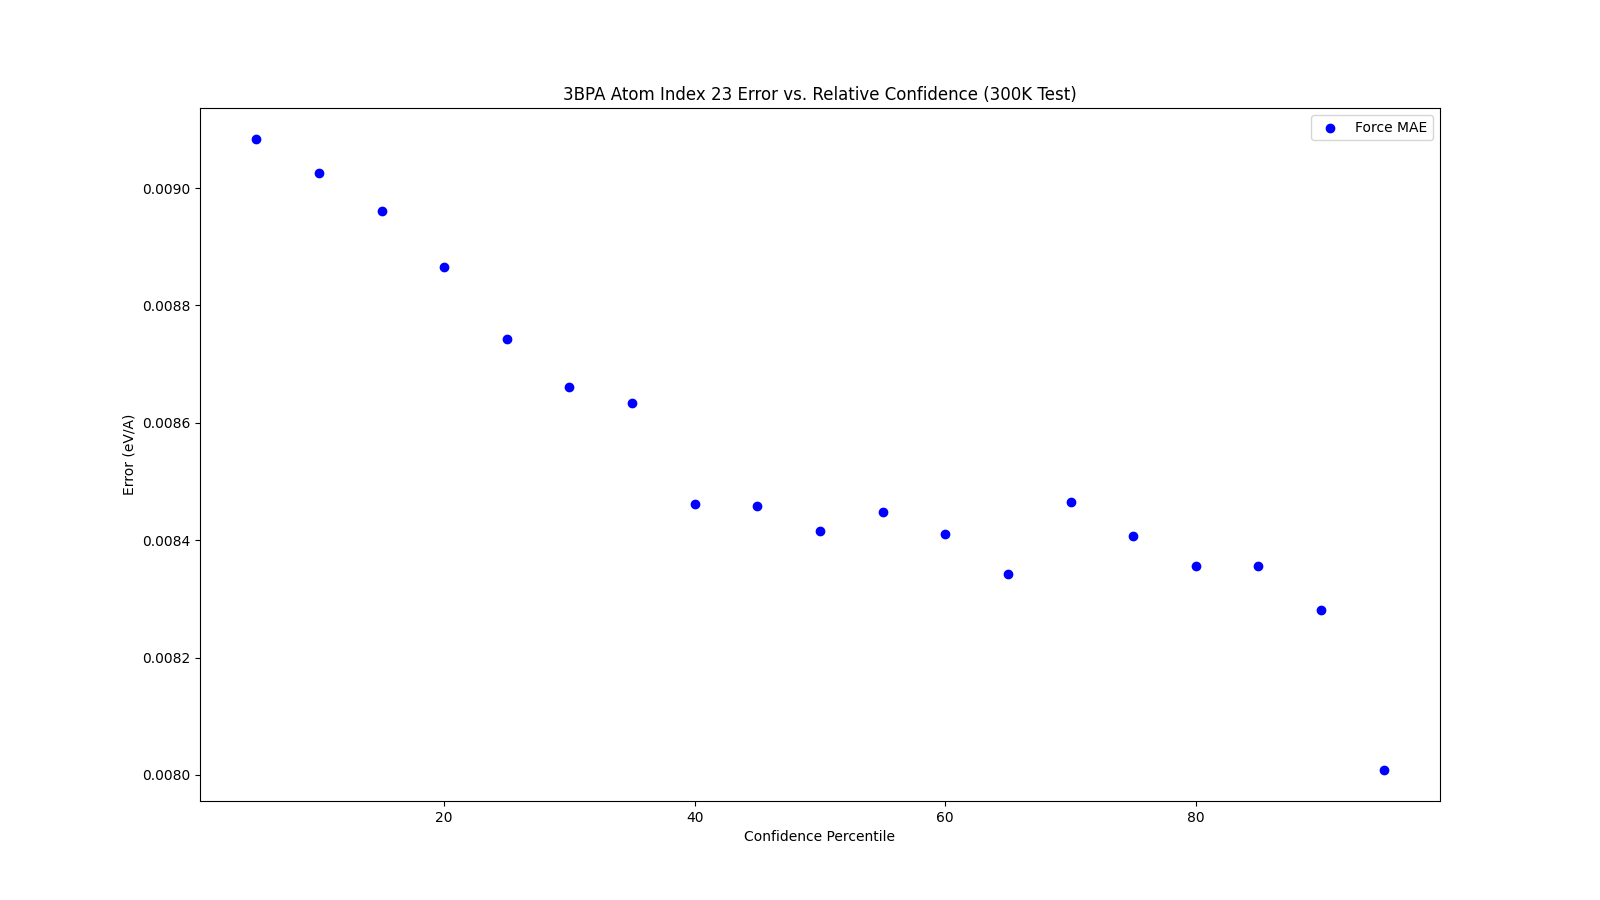 3BPA Atom Index 23 Error vs. Relative Confidence (300K Test)
Force MAE
0.0090
0.0088
0.0086
0.0084
0.0082
0.0080
Error (eV/A)
20 40 60 80
Confidence Percentile